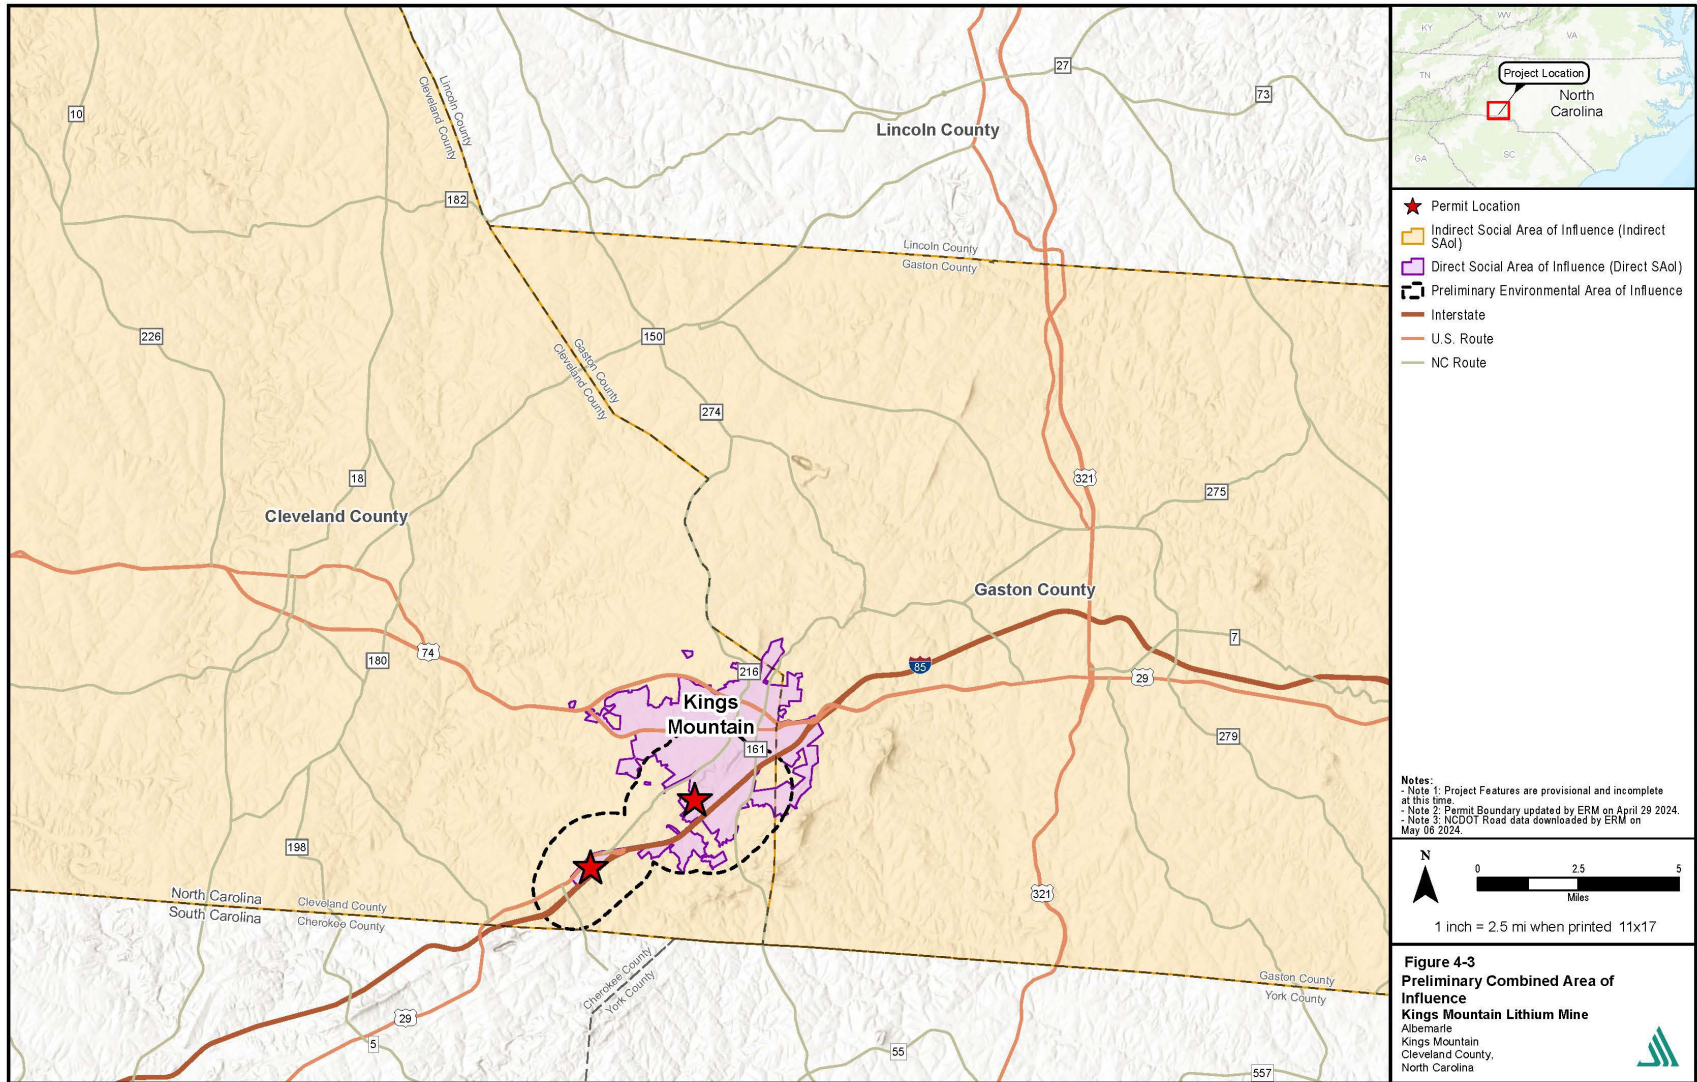 10
Lincoln County
Cleveland County
182
27
73
Lincoln County
Lincoln County
Gaston County
226
150
Gaston County
Cleveland County
274
18
321
275
Cleveland County
Gaston County
7
180
74
216
85
29
Kings
Mountain
161
279
198
321
North Carolina
South Carolina
Cleveland County
Cherokee County
Cherokee County
York County
Gaston County
York County
29
5
55
557
KY
WV
VA
TN
Project Location
North
Carolina
GA
SC
Permit Location
Indirect Social Area of Influence (Indirect
SAoI)
Direct Social Area of Influence (Direct SAoI)
Preliminary Environmental Area of Influence
Interstate
U.S. Route
NC Route
Notes:
- Note 1: Project Features are provisional and incomplete
at this time.
- Note 2: Permit Boundary updated by ERM on April 29 2024.
- Note 3: NCDOT Road data downloaded by ERM on
May 06 2024.
N
0 2.5 5
Miles
1 inch = 2.5 mi when printed 11x17
Figure 4-3
Preliminary Combined Area of
Influence
Kings Mountain Lithium Mine
Albemarle
Kings Mountain
Cleveland County,
North Carolina